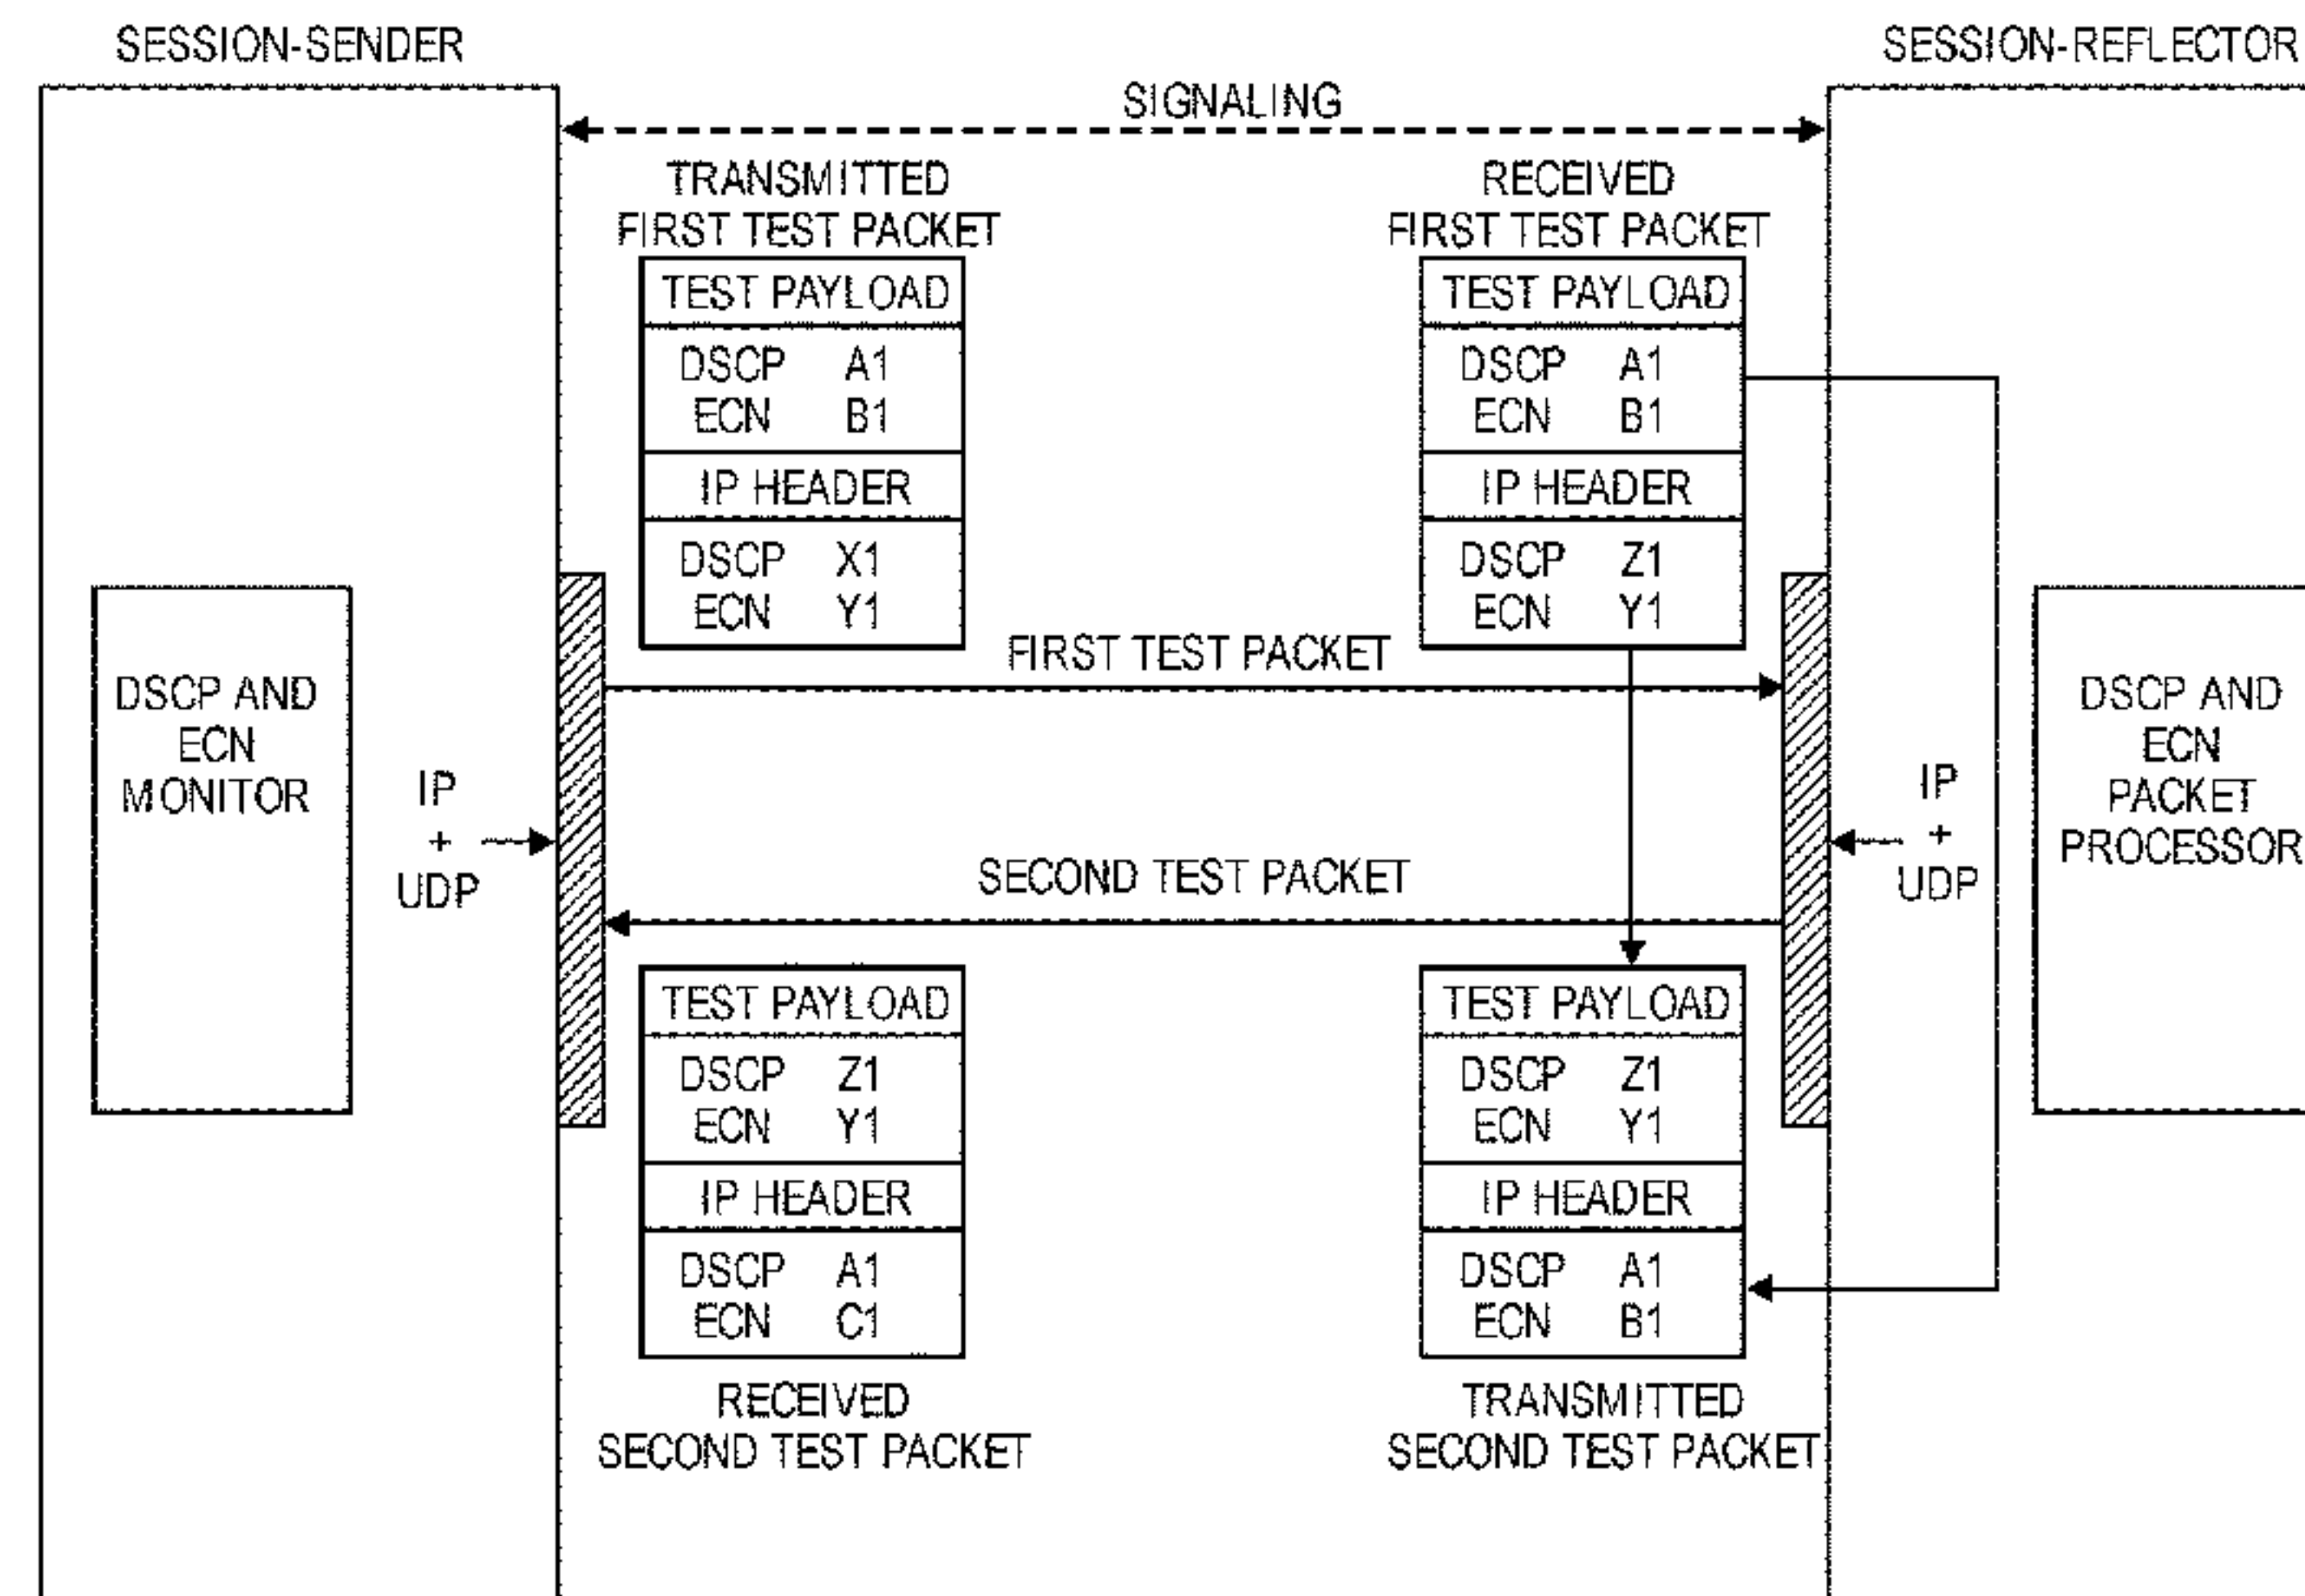 SESSION-SENDER
SESSION-REFLECTOR
SIGNALING
TRANSMITTED
FIRST TEST PACKET
RECEIVED
FIRST TEST PACKET
TEST PAYLOAD
DSCP A1
ECN B1
IP HEADER
DSCP X1
ECN Y1
TEST PAYLOAD
DSCP A1
ECN B1
IP HEADER
DSCP Z1
ECN Y1
FIRST TEST PACKET
DSCP AND
ECN
MONITOR
IP
+
UDP
IP
+
UDP
DSCP AND
ECN
PACKET
PROCESSOR
SECOND TEST PACKET
TEST PAYLOAD
DSCP Z1
ECN Y1
IP HEADER
DSCP A1
ECN C1
RECEIVED
SECOND TEST PACKET
TEST PAYLOAD
DSCP Z1
ECN Y1
IP HEADER
DSCP A1
ECN B1
TRANSMITTED
SECOND TEST PACKET